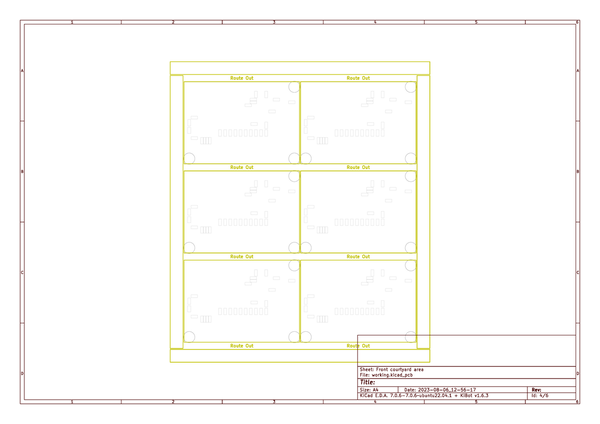 1 2 3 4 5 6
A A
Route Out Route Out
B B
Route Out Route Out
C C
Route Out Route Out
Route Out Route Out
Sheet: Front courtyard area
File: working.kicad_pcb
D D
Title:
Size: A4 Date: 2023-08-06_12-56-17 Rev:
KiCad E.D.A. 7.0.6-7.0.6~ubuntu22.04.1 + KiBot v1.6.3 Id: 4/6
1 2 3 4 5 6